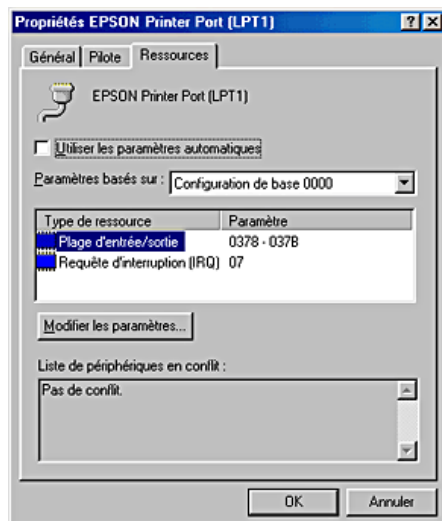 Propriétés EPSON Printer Port (LPT1)
Général Pilote Ressources
EPSON Printer Port (LPT1)
Utiliser les paramètres automatiques
Paramètres basés sur : Configuration de base 0000
Type de ressource Paramètre
Plage d'entrée/sortie 0378 - 037B
Requête d'interruption (IRQ) 07
Modifier les paramètres...
Liste de périphériques en conflit :
Pas de conflit.
OK Annuler